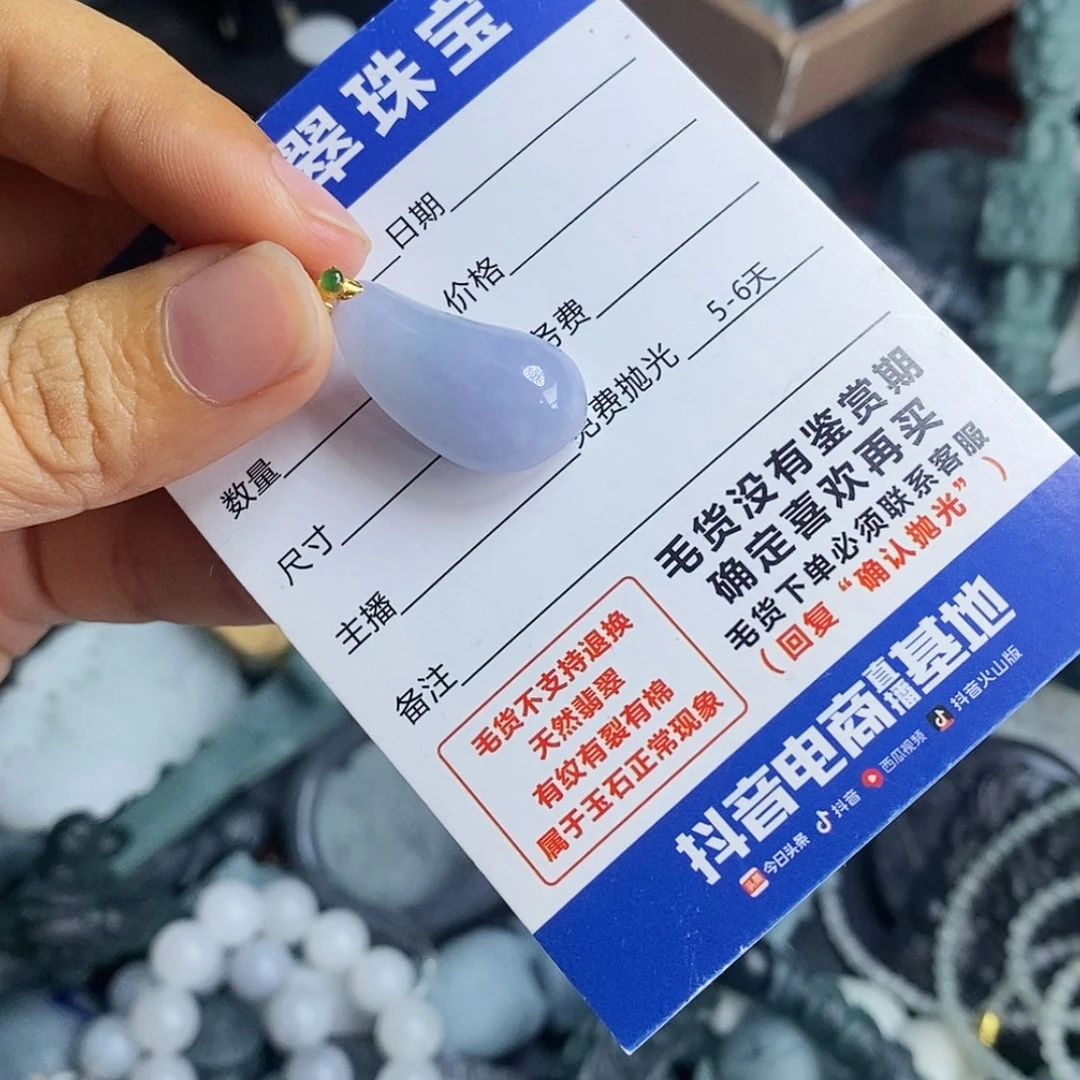 翠珠宝
日期
价格
务费
免费抛光 5-6天
数量
尺寸
主播
备注
毛货没有鉴赏期
确定喜欢再买
毛货下单必须联系客服
(回复“确认抛光”)
毛货不支持退换
天然翡翠
有纹有裂有棉
属于玉石正常现象
抖音电商直播基地
头条 今日头条 抖音 西瓜视频 抖音火山版